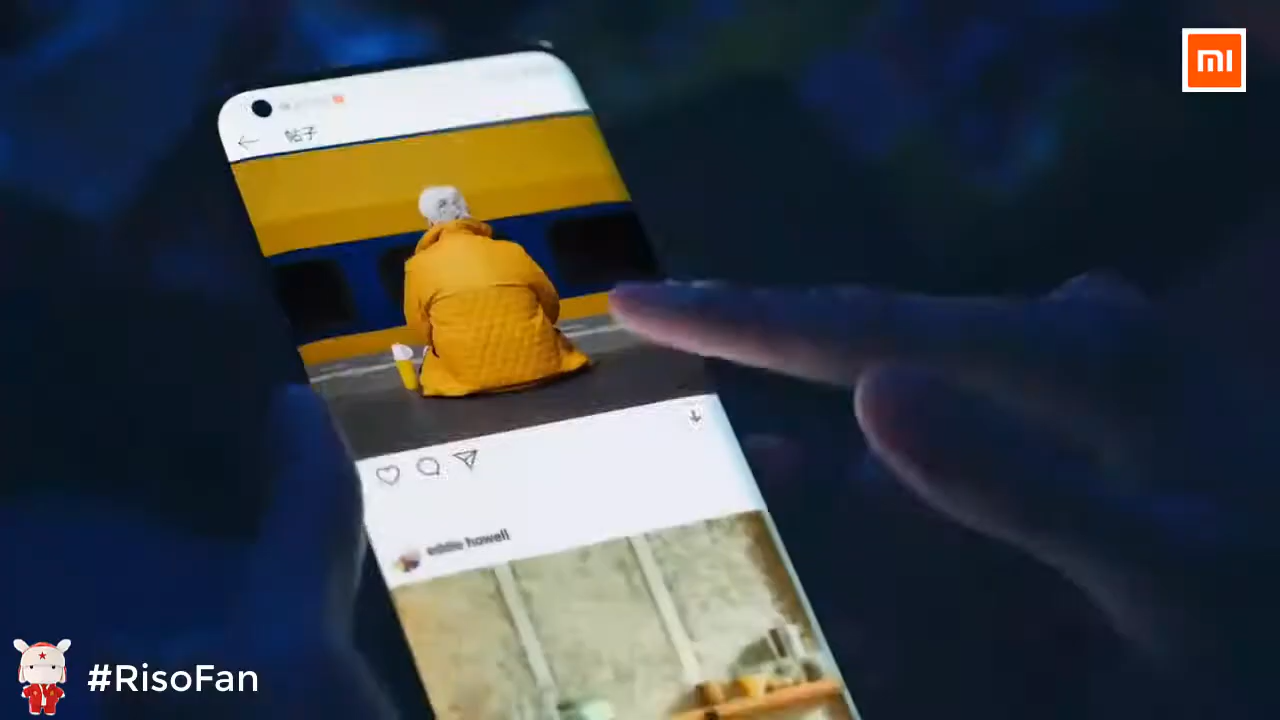 mi
帖子
eddie howell
#RisoFan